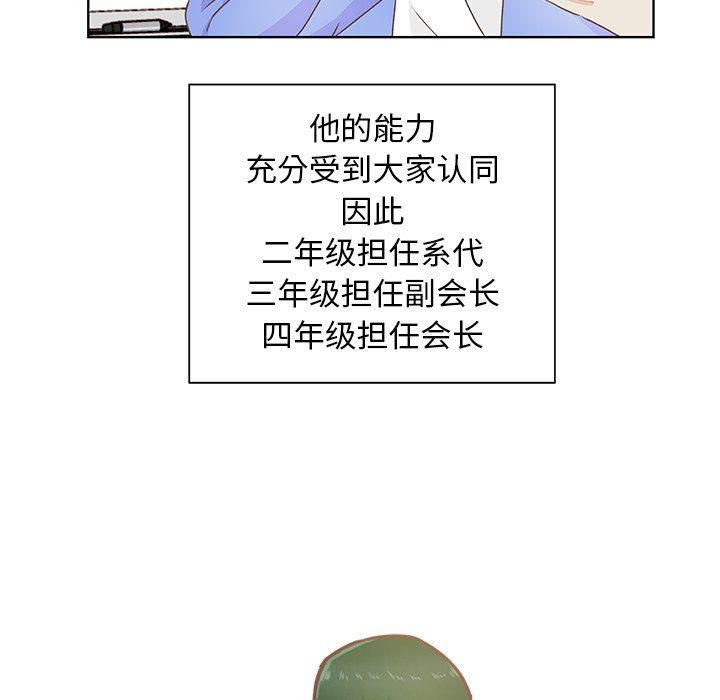 他的能力
充分受到大家认同
因此
二年级担任系代
三年级担任副会长
四年级担任会长